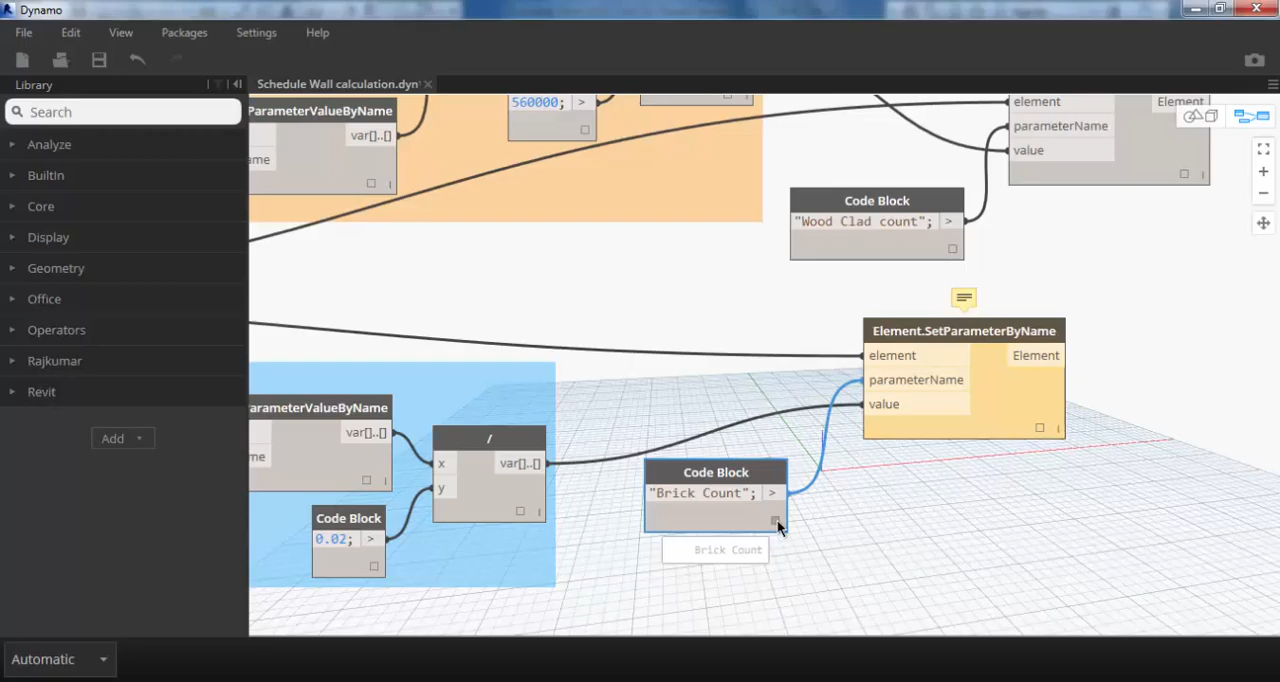 Dynamo
File Edit View Packages Settings Help
Library
Schedule Wall calculation.dyn
Search
Analyze
BuiltIn
Core
Display
Geometry
Office
Operators
Rajkumar
Revit
Add
ParameterValueByName
var[]..[]
ame
560000; >
element Element
parameterName
value
Code Block
"Wood Clad count"; >
Element.SetParameterByName
element Element
parameterName
value
ParameterValueByName
var[]..[]
me
/
x var[]..[]
y
Code Block
0.02; >
Code Block
"Brick Count"; >
Brick Count
Automatic